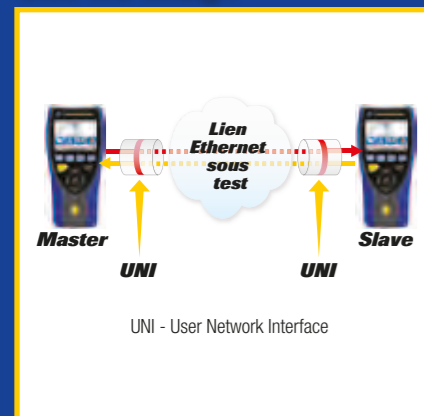 Lien
Ethernet
sous
test
Master
Slave
UNI
UNI
UNI - User Network Interface